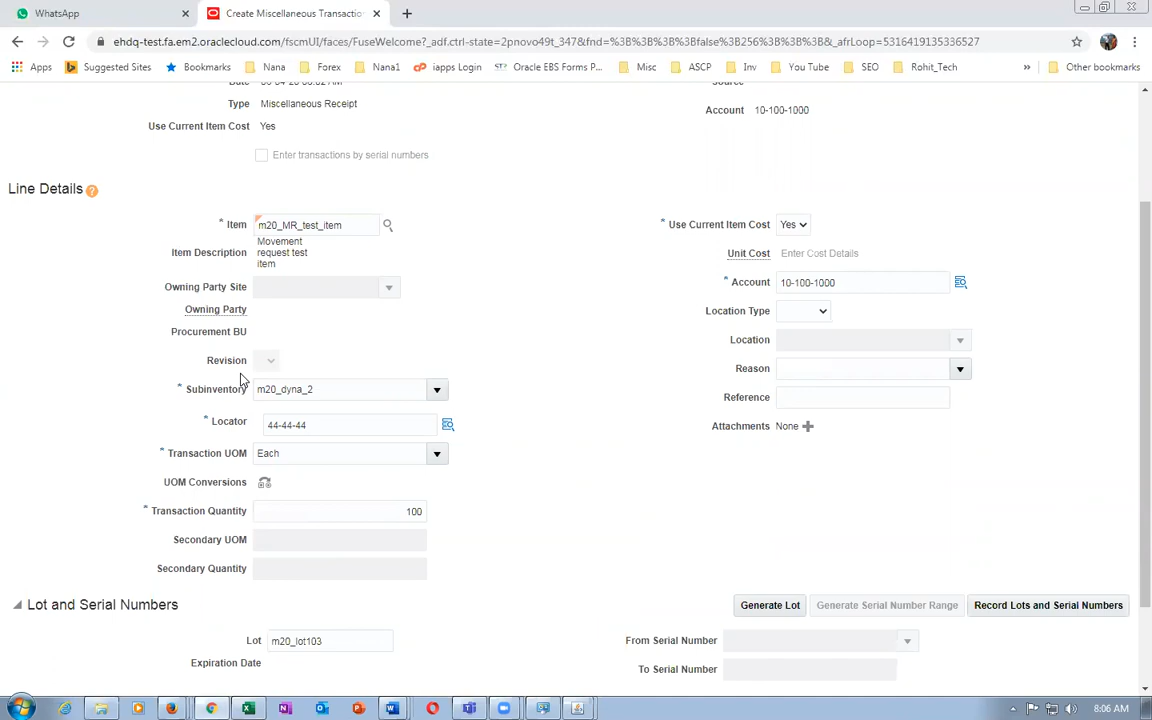 WhatsApp
Create Miscellaneous Transactio
ehdq-test.fa.em2.oraclecloud.com/fscmUI/faces/FuseWelcome?_adf.ctrl-state=2pnovo49t_347&fnd=%3B%3B%3B%3Bfalse%3B256%3B%3B%3B&_afrLoop=5316419135336527
Apps Suggested Sites Bookmarks Nana Forex Nana1 iapps Login Oracle EBS Forms P... Misc ASCP Inv You Tube SEO Rohit_Tech » Other bookmarks
Type Miscellaneous Receipt
Account 10-100-1000
Use Current Item Cost Yes
Enter transactions by serial numbers
Line Details ?
* Item m20_MR_test_item
* Use Current Item Cost Yes
Item Description Movement
request test
item
Unit Cost Enter Cost Details
Owning Party Site
* Account 10-100-1000
Owning Party
Location Type
Procurement BU
Location
Revision
Reason
* Subinventory m20_dyna_2
Reference
* Locator 44-44-44
Attachments None
* Transaction UOM Each
UOM Conversions
* Transaction Quantity 100
Secondary UOM
Secondary Quantity
Lot and Serial Numbers
Generate Lot Generate Serial Number Range Record Lots and Serial Numbers
Lot m20_lot103
From Serial Number
Expiration Date
To Serial Number
8:06 AM